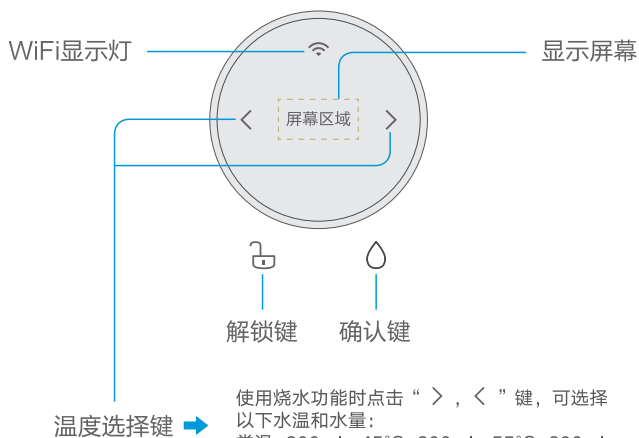 WiFi显示灯
显示屏幕
屏幕区域
解锁键
确认键
温度选择键
使用烧水功能时点击“ > , < ”键，可选择
以下水温和水量：